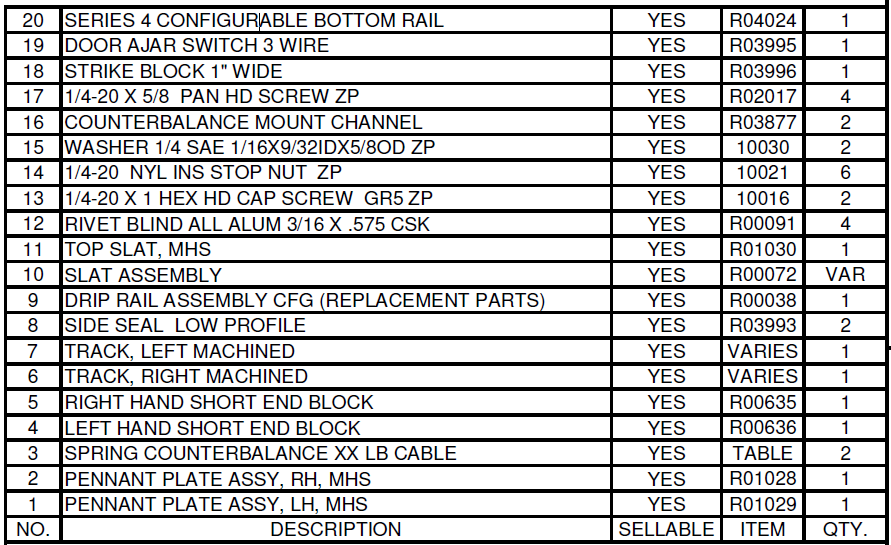 20 SERIES 4 CONFIGURABLE BOTTOM RAIL YES R04024 1
19 DOOR AJAR SWITCH 3 WIRE YES R03995 1
18 STRIKE BLOCK 1" WIDE YES R03996 1
17 1/4-20 X 5/8 PAN HD SCREW ZP YES R02017 4
16 COUNTERBALANCE MOUNT CHANNEL YES R03877 2
15 WASHER 1/4 SAE 1/16X9/32IDX5/8OD ZP YES 10030 2
14 1/4-20 NYL INS STOP NUT ZP YES 10021 6
13 1/4-20 X 1 HEX HD CAP SCREW GR5 ZP YES 10016 2
12 RIVET BLIND ALL ALUM 3/16 X .575 CSK YES R00091 4
11 TOP SLAT, MHS YES R01030 1
10 SLAT ASSEMBLY YES R00072 VAR
9 DRIP RAIL ASSEMBLY CFG (REPLACEMENT PARTS) YES R00038 1
8 SIDE SEAL LOW PROFILE YES R03993 2
7 TRACK, LEFT MACHINED YES VARIES 1
6 TRACK, RIGHT MACHINED YES VARIES 1
5 RIGHT HAND SHORT END BLOCK YES R00635 1
4 LEFT HAND SHORT END BLOCK YES R00636 1
3 SPRING COUNTERBALANCE XX LB CABLE YES TABLE 2
2 PENNANT PLATE ASSY, RH, MHS YES R01028 1
1 PENNANT PLATE ASSY, LH, MHS YES R01029 1
NO. DESCRIPTION SELLABLE ITEM QTY.